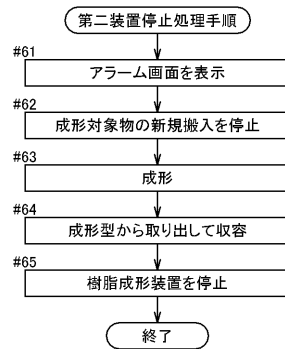 第二装置停止処理手順
#61
アラーム画面を表示
#62
成形対象物の新規搬入を停止
#63
成形
#64
成形型から取り出して収容
#65
樹脂成形装置を停止
終了